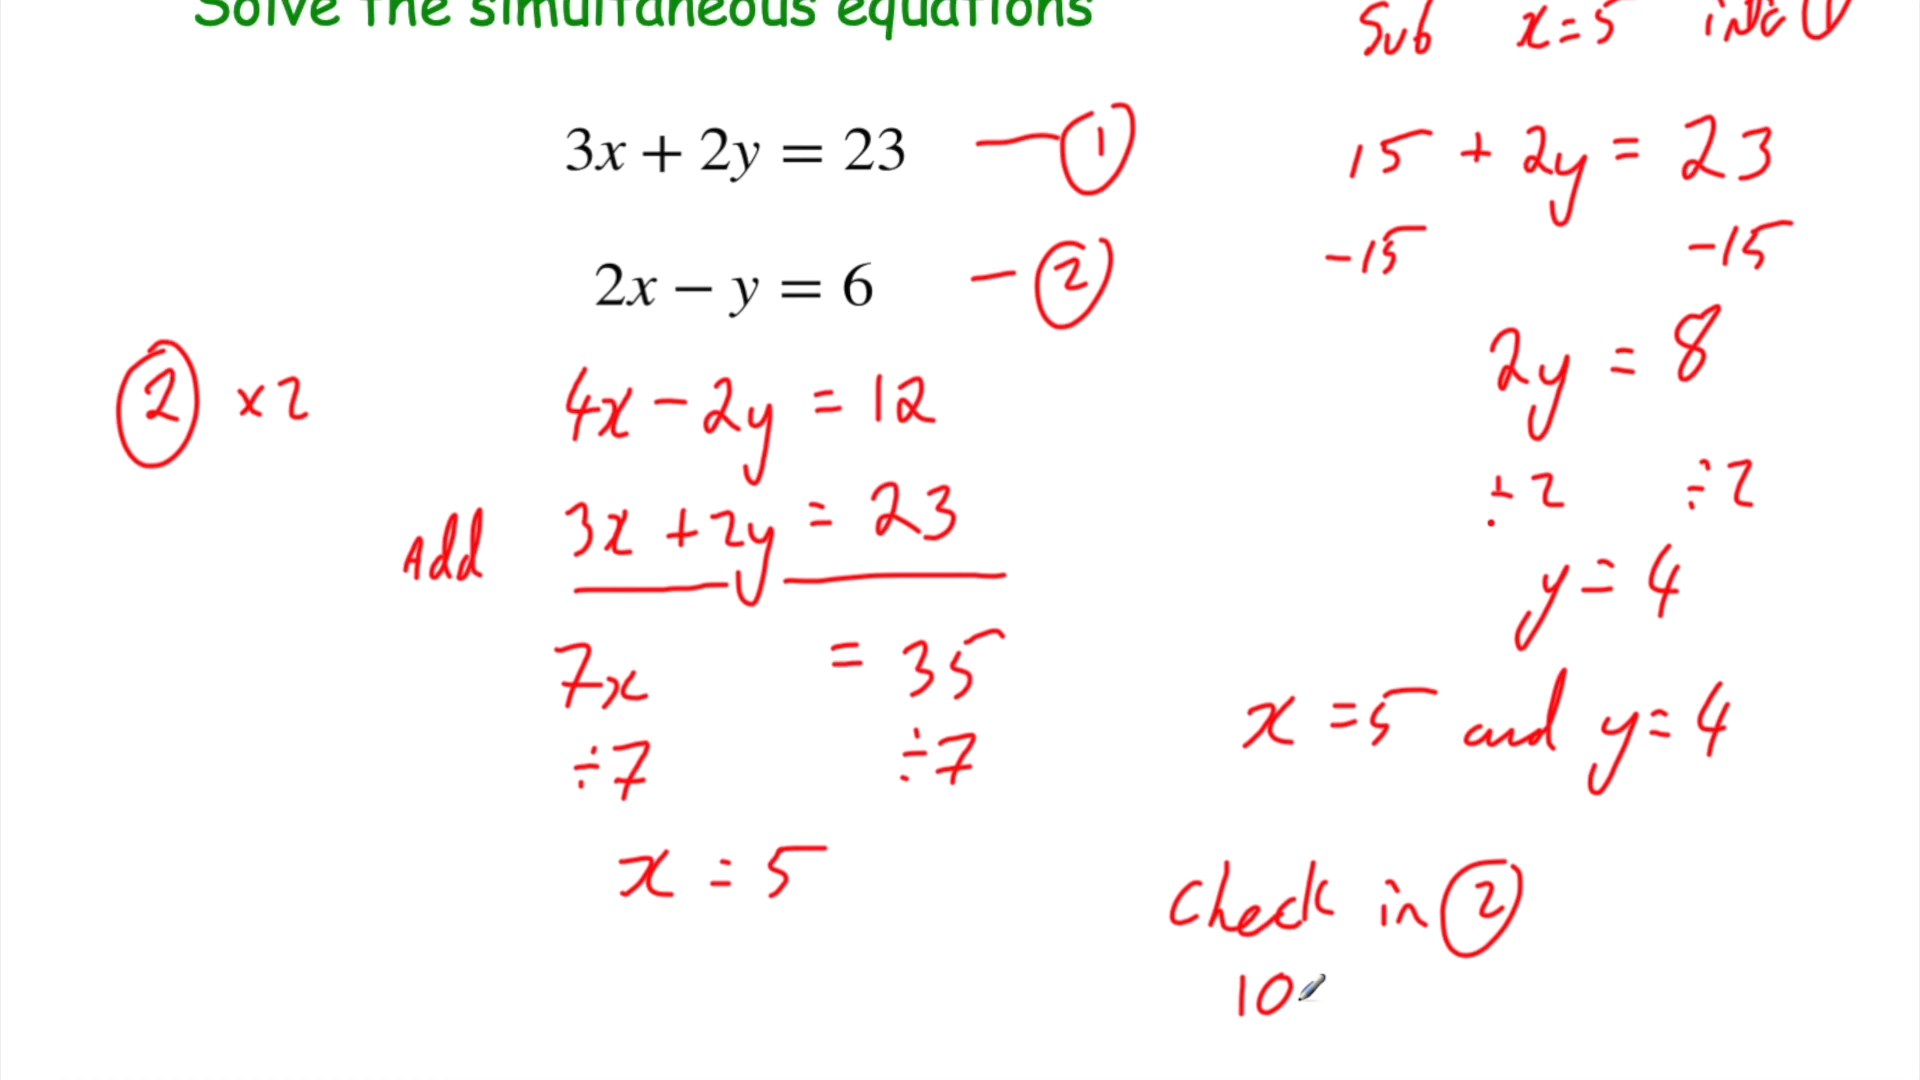 Solve the simultaneous equations
3x + 2y = 23 — ①
2x − y = 6 — ②
② ×2 4x − 2y = 12
Add 3x + 2y = 23
7x = 35
÷7 ÷7
x = 5
Sub x = 5 into ①
15 + 2y = 23
-15 -15
2y = 8
÷2 ÷2
y = 4
x = 5 and y = 4
Check in ②
10